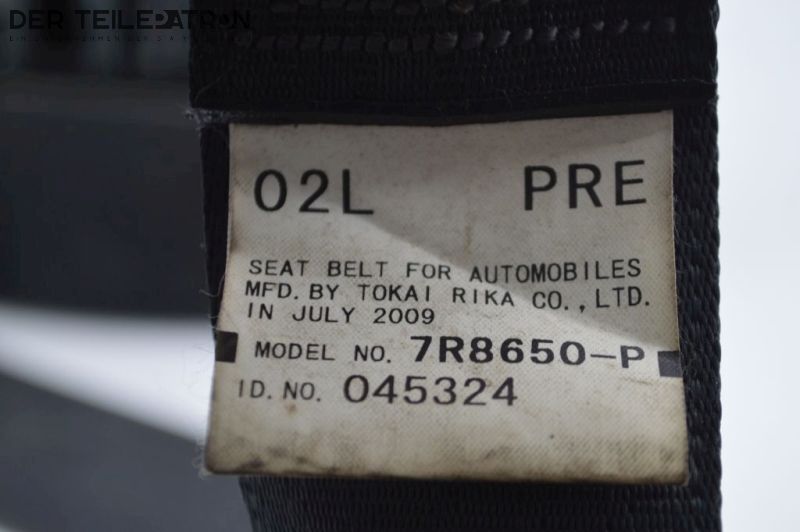 DER TEILEPATRON
02L PRE
SEAT BELT FOR AUTOMOBILES
MFD. BY TOKAI RIKA CO., LTD.
IN JULY 2009
MODEL NO. 7R8650-P
ID. NO. 045324